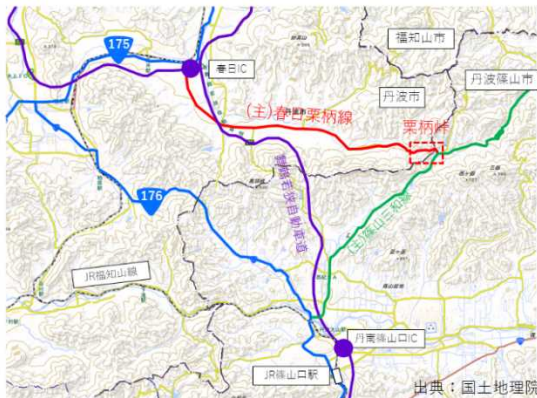 175
春日IC
福知山市
丹波市
丹波篠山市
(主)春日栗柄線
栗柄峠
176
舞鶴若狭自動車道
(主)篠山三和線
JR福知山線
丹南篠山口IC
JR篠山口駅
出典：国土地理院